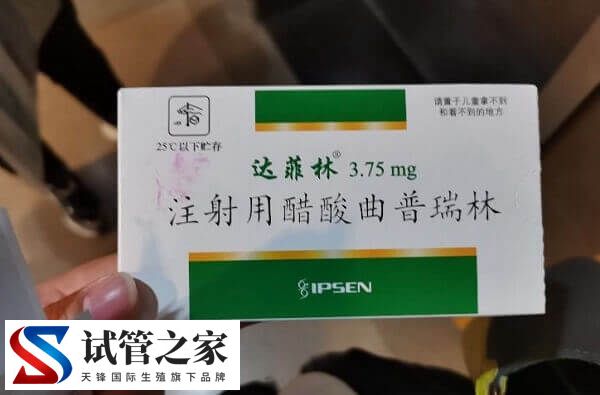 请置于儿童拿不到
和看不到的地方
25℃以下贮存
达菲林® 3.75 mg
注射用醋酸曲普瑞林
IPSEN
试管之家
天锋国际生殖旗下品牌